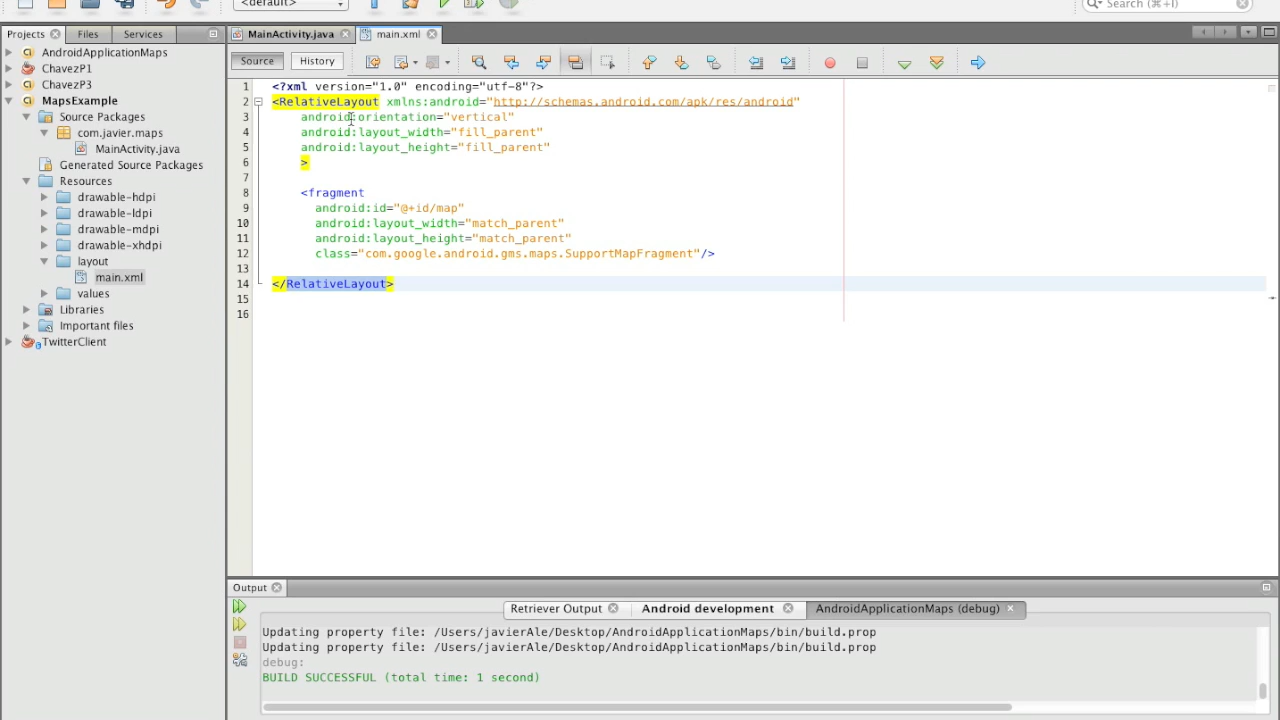 <default>
Search (⌘+I)
Projects
Files
Services
MainActivity.java
main.xml
Source
History
AndroidApplicationMaps
ChavezP1
ChavezP3
MapsExample
Source Packages
com.javier.maps
MainActivity.java
Generated Source Packages
Resources
drawable-hdpi
drawable-ldpi
drawable-mdpi
drawable-xhdpi
layout
main.xml
values
Libraries
Important files
TwitterClient
1 <?xml version="1.0" encoding="utf-8"?>
2 <RelativeLayout xmlns:android="http://schemas.android.com/apk/res/android"
3 android:orientation="vertical"
4 android:layout_width="fill_parent"
5 android:layout_height="fill_parent"
6 >
7
8 <fragment
9 android:id="@+id/map"
10 android:layout_width="match_parent"
11 android:layout_height="match_parent"
12 class="com.google.android.gms.maps.SupportMapFragment"/>
13
14 </RelativeLayout>
15
16
Output
Retriever Output
Android development
AndroidApplicationMaps (debug)
Updating property file: /Users/javierAle/Desktop/AndroidApplicationMaps/bin/build.prop
Updating property file: /Users/javierAle/Desktop/AndroidApplicationMaps/bin/build.prop
debug:
BUILD SUCCESSFUL (total time: 1 second)